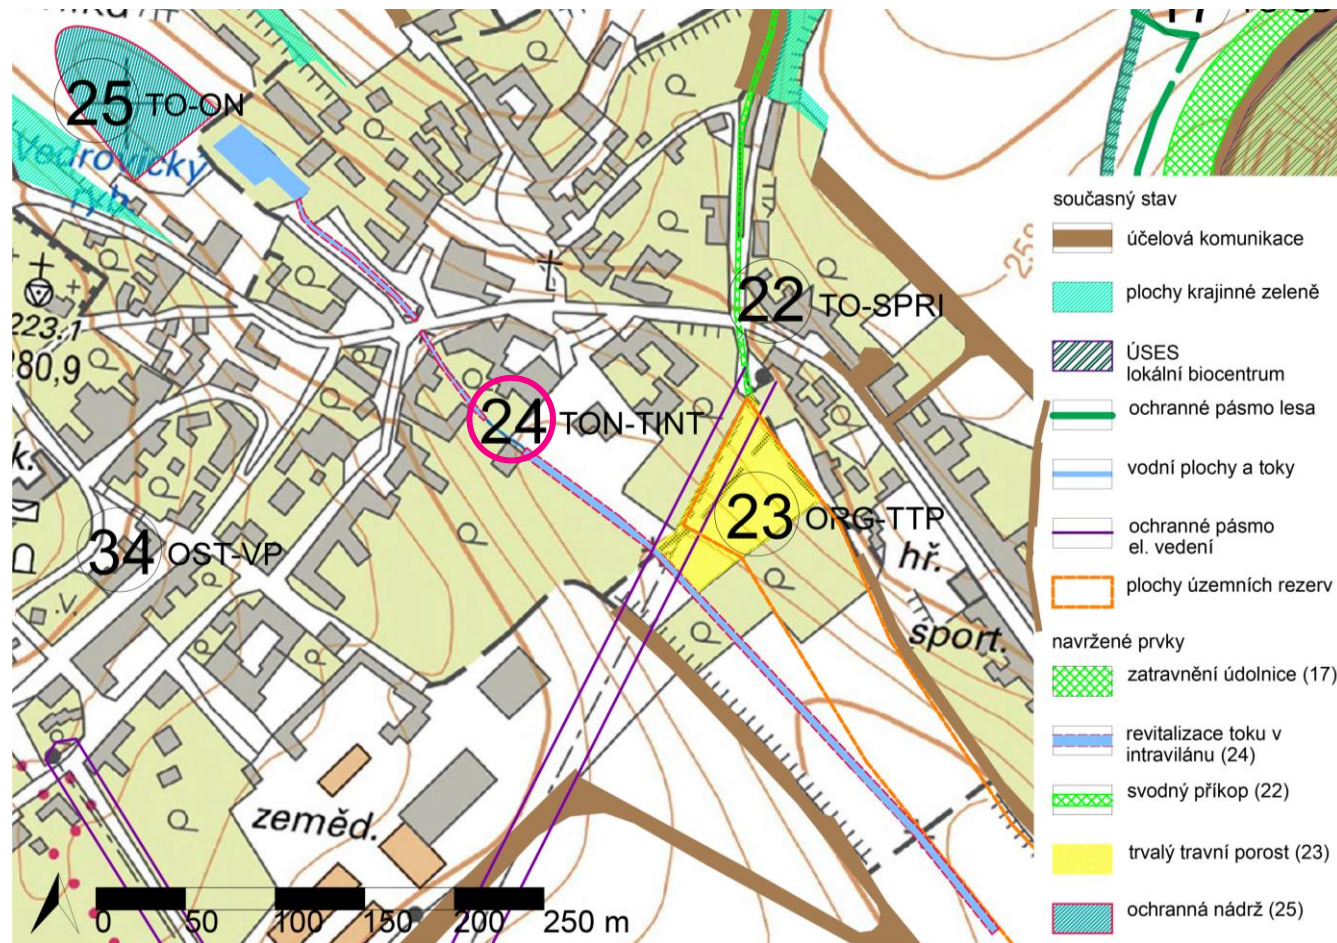 25 TO-ON
Vedrovický
ryb.
223,1
280,9
22 TO-SPRI
24 TON-TINT
23 ORG-TTP
34 OST-VP
hř.
sport.
zeměd.
0 50 100 150 200 250 m
současný stav
účelová komunikace
plochy krajinné zeleně
ÚSES
lokální biocentrum
ochranné pásmo lesa
vodní plochy a toky
ochranné pásmo
el. vedení
plochy územních rezerv
navržené prvky
zatravnění údolnice (17)
revitalizace toku v
intravilánu (24)
svodný příkop (22)
trvalý travní porost (23)
ochranná nádrž (25)